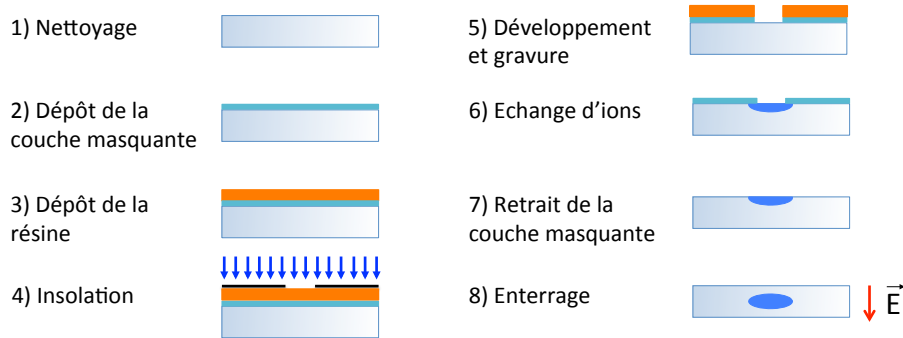 1) Nettoyage
2) Dépôt de la
couche masquante
3) Dépôt de la
résine
4) Insolation
5) Développement
et gravure
6) Echange d'ions
7) Retrait de la
couche masquante
8) Enterrage
E